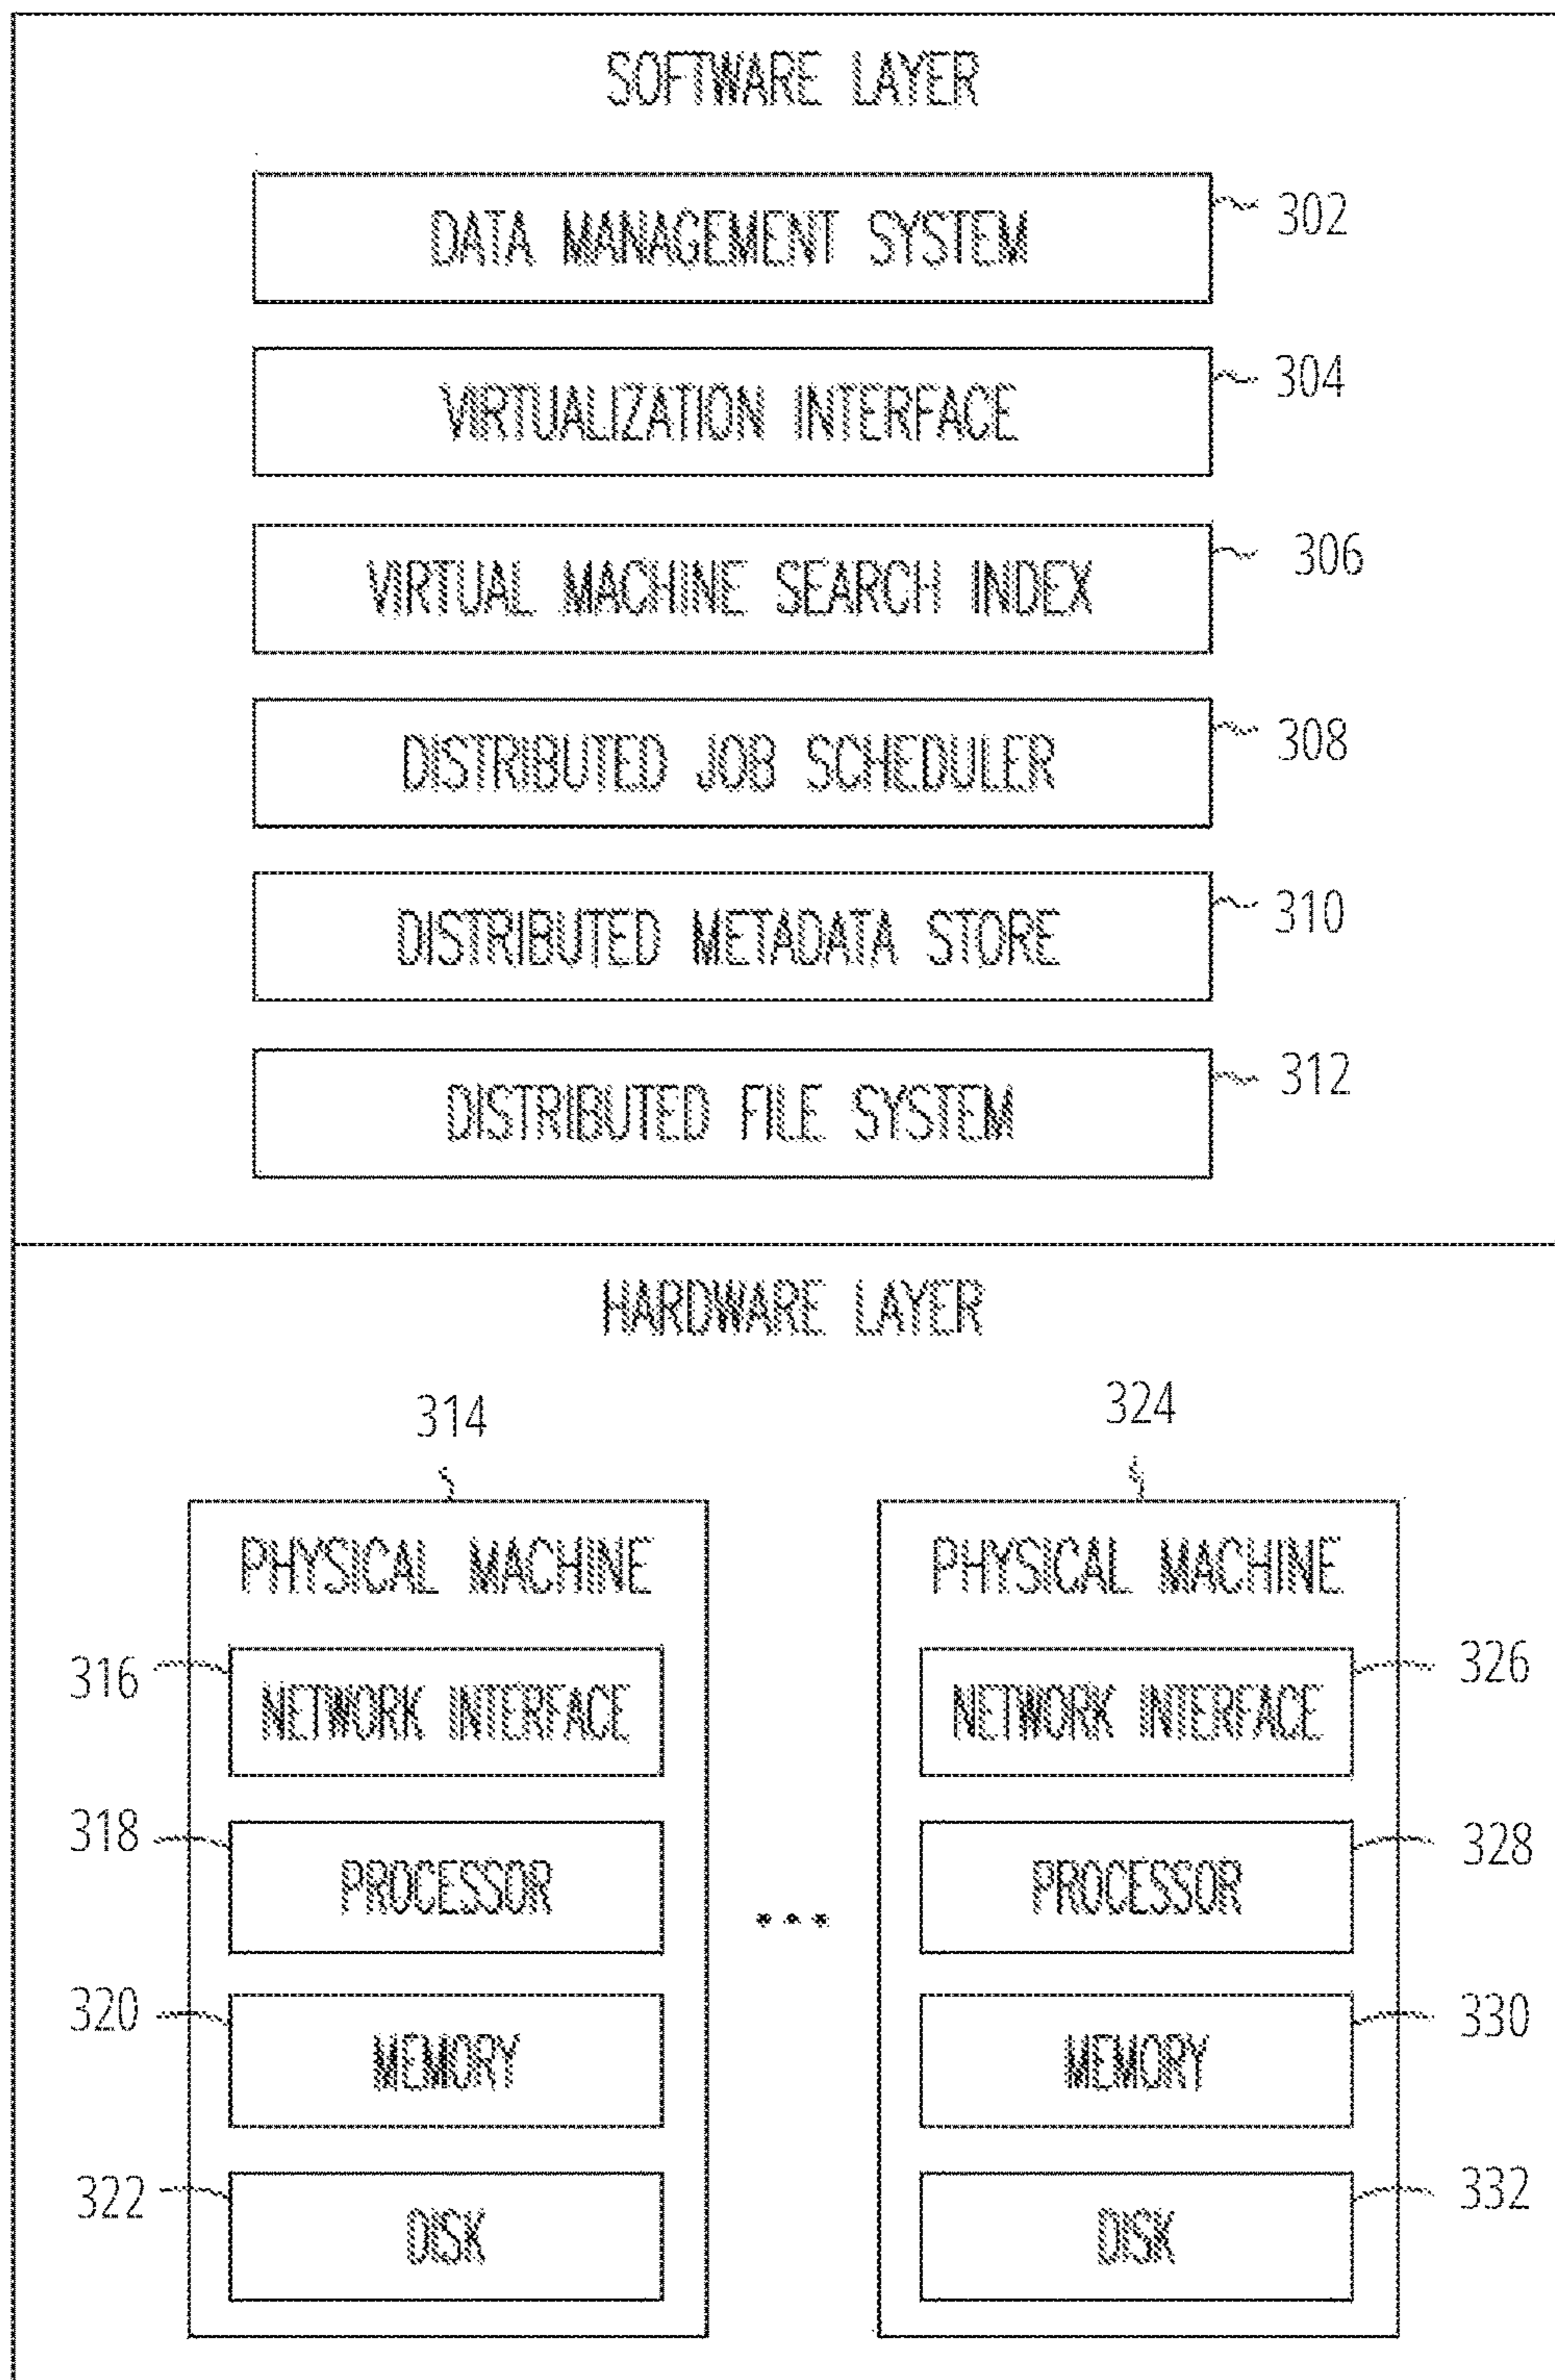 SOFTWARE LAYER
DATA MANAGEMENT SYSTEM 302
VIRTUALIZATION INTERFACE 304
VIRTUAL MACHINE SEARCH INDEX 306
DISTRIBUTED JOB SCHEDULER 308
DISTRIBUTED METADATA STORE 310
DISTRIBUTED FILE SYSTEM 312
HARDWARE LAYER
314
PHYSICAL MACHINE
316 NETWORK INTERFACE
318 PROCESSOR
320 MEMORY
322 DISK
...
324
PHYSICAL MACHINE
NETWORK INTERFACE 326
PROCESSOR 328
MEMORY 330
DISK 332